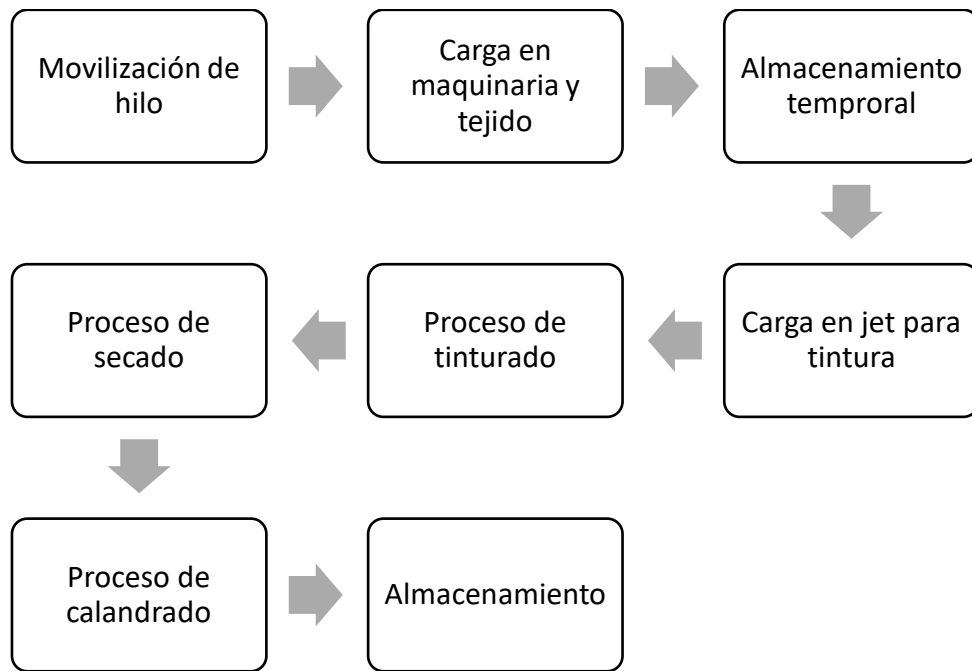 Movilización de
hilo
Carga en
maquinaria y
tejido
Almacenamiento
temproral
Carga en jet para
tintura
Proceso de
tinturado
Proceso de
secado
Proceso de
calandrado
Almacenamiento